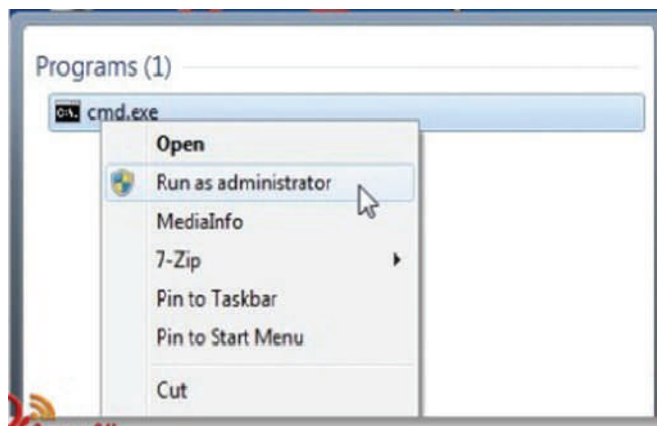 Programs (1)
cmd.exe
Open
Run as administrator
MediaInfo
7-Zip
Pin to Taskbar
Pin to Start Menu
Cut